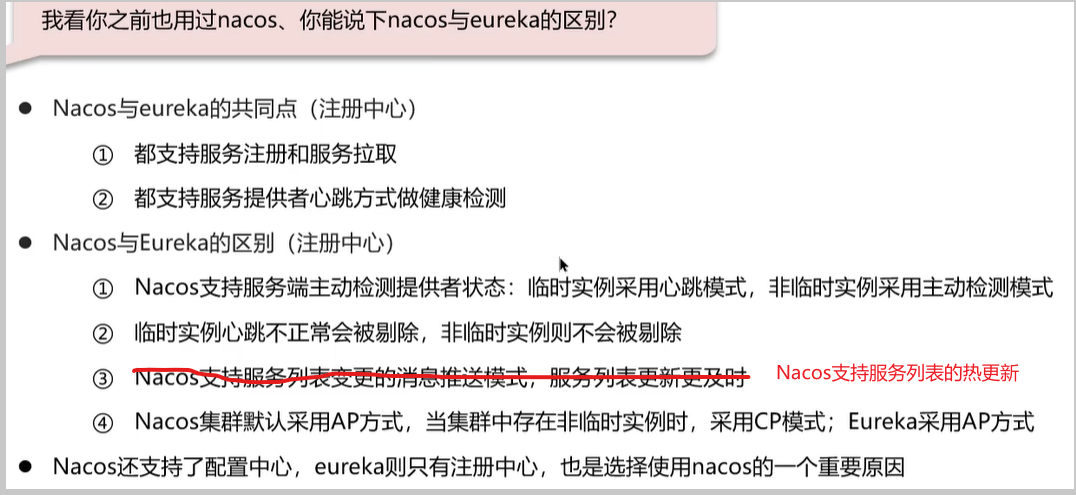 我看你之前也用过nacos、你能说下nacos与eureka的区别？
● Nacos与eureka的共同点（注册中心）
① 都支持服务注册和服务拉取
② 都支持服务提供者心跳方式做健康检测
● Nacos与Eureka的区别（注册中心）
① Nacos支持服务端主动检测提供者状态：临时实例采用心跳模式，非临时实例采用主动检测模式
② 临时实例心跳不正常会被剔除，非临时实例则不会被剔除
③ Nacos支持服务列表变更的消息推送模式，服务列表更新更及时 Nacos支持服务列表的热更新
④ Nacos集群默认采用AP方式，当集群中存在非临时实例时，采用CP模式；Eureka采用AP方式
● Nacos还支持了配置中心，eureka则只有注册中心，也是选择使用nacos的一个重要原因